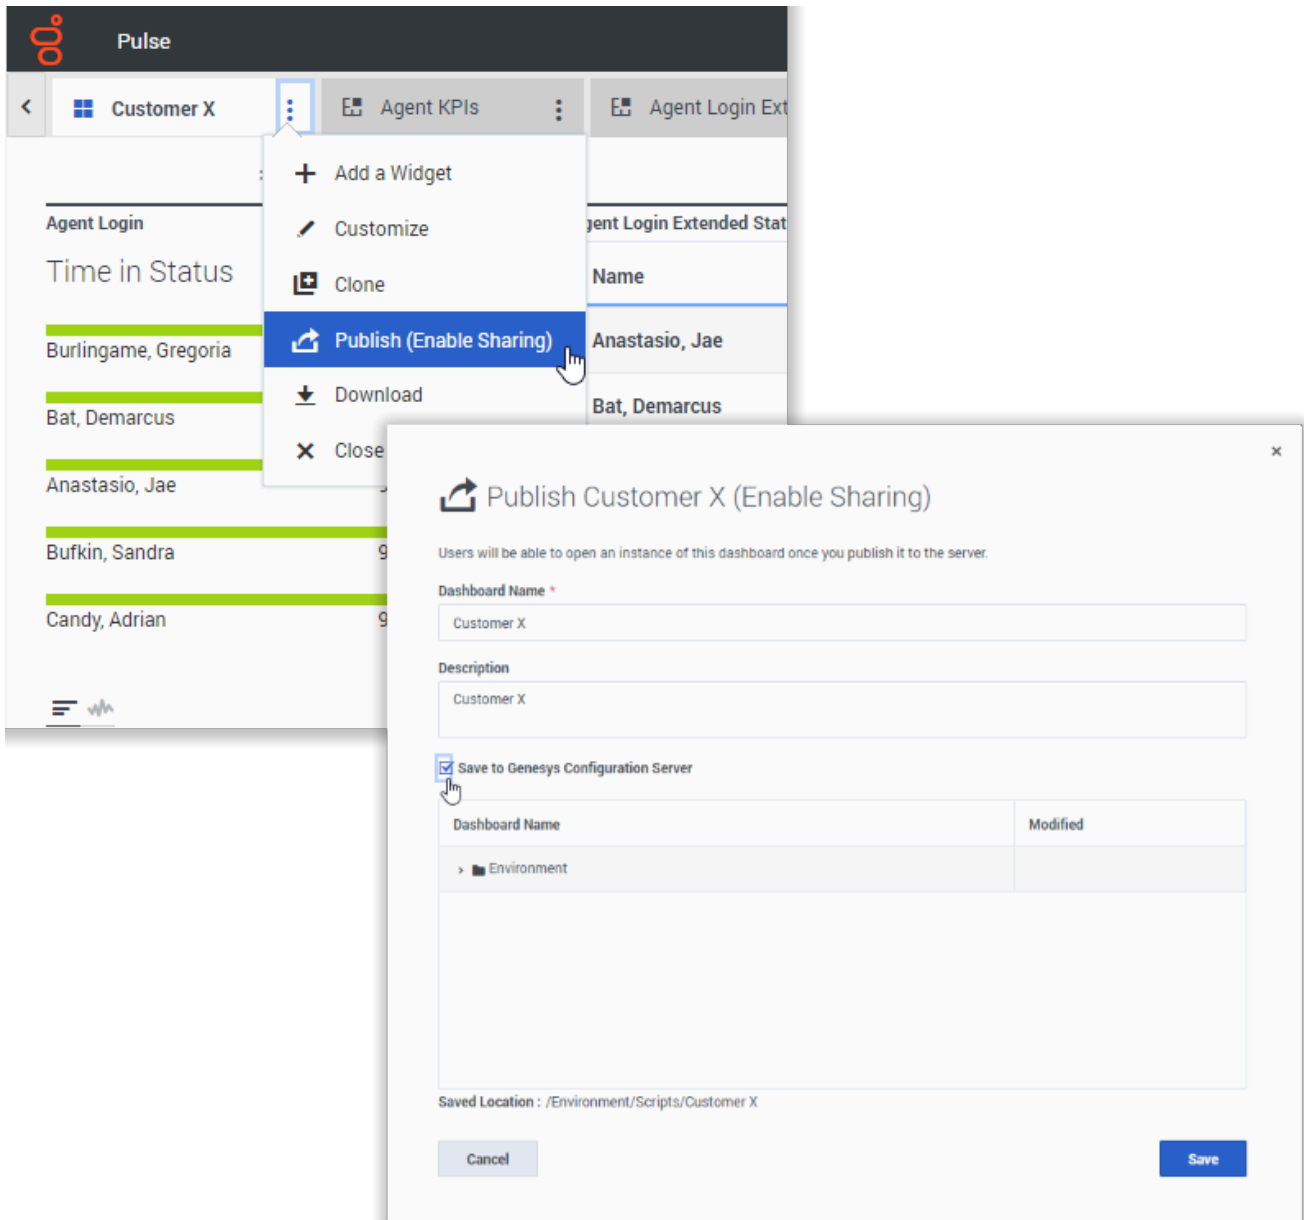 Pulse
Customer X
Agent KPIs
Agent Login Ext
Add a Widget
Customize
Clone
Publish (Enable Sharing)
Download
Close
Agent Login
Time in Status
Burlingame, Gregoria
Bat, Demarcus
Anastasio, Jae
Bufkin, Sandra
9
Candy, Adrian
9
gent Login Extended Stat
Name
Anastasio, Jae
Bat, Demarcus
×
Publish Customer X (Enable Sharing)
Users will be able to open an instance of this dashboard once you publish it to the server.
Dashboard Name *
Customer X
Description
Customer X
Save to Genesys Configuration Server
Dashboard Name Modified
Environment
Saved Location : /Environment/Scripts/Customer X
Cancel Save